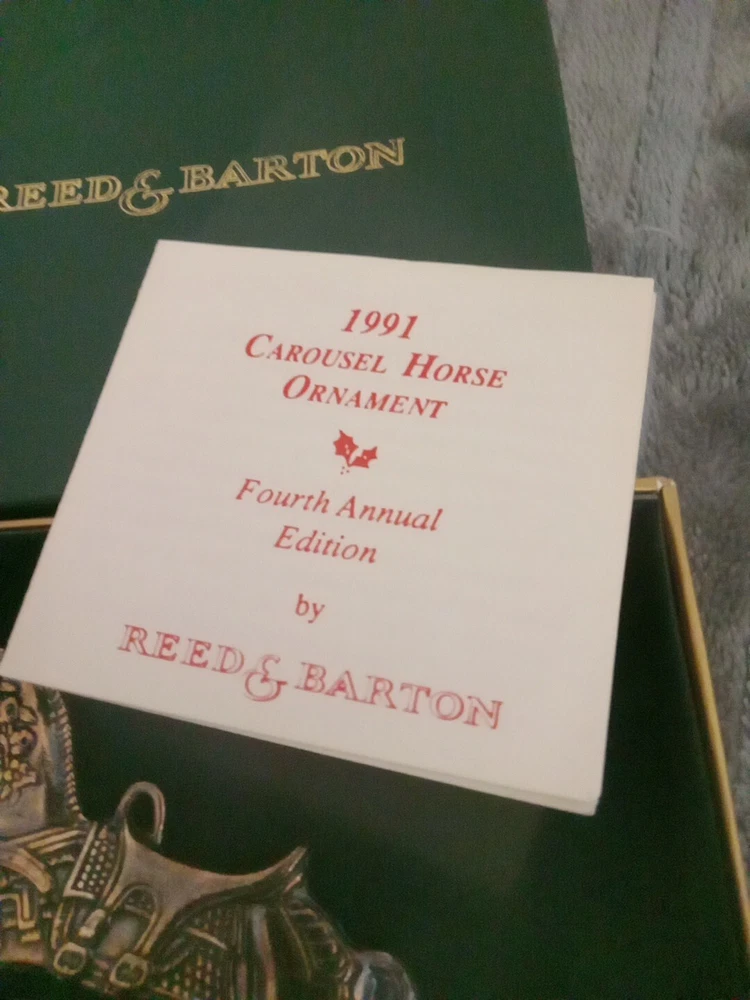 REED & BARTON
1991
CAROUSEL HORSE
ORNAMENT
Fourth Annual
Edition
by
REED & BARTON